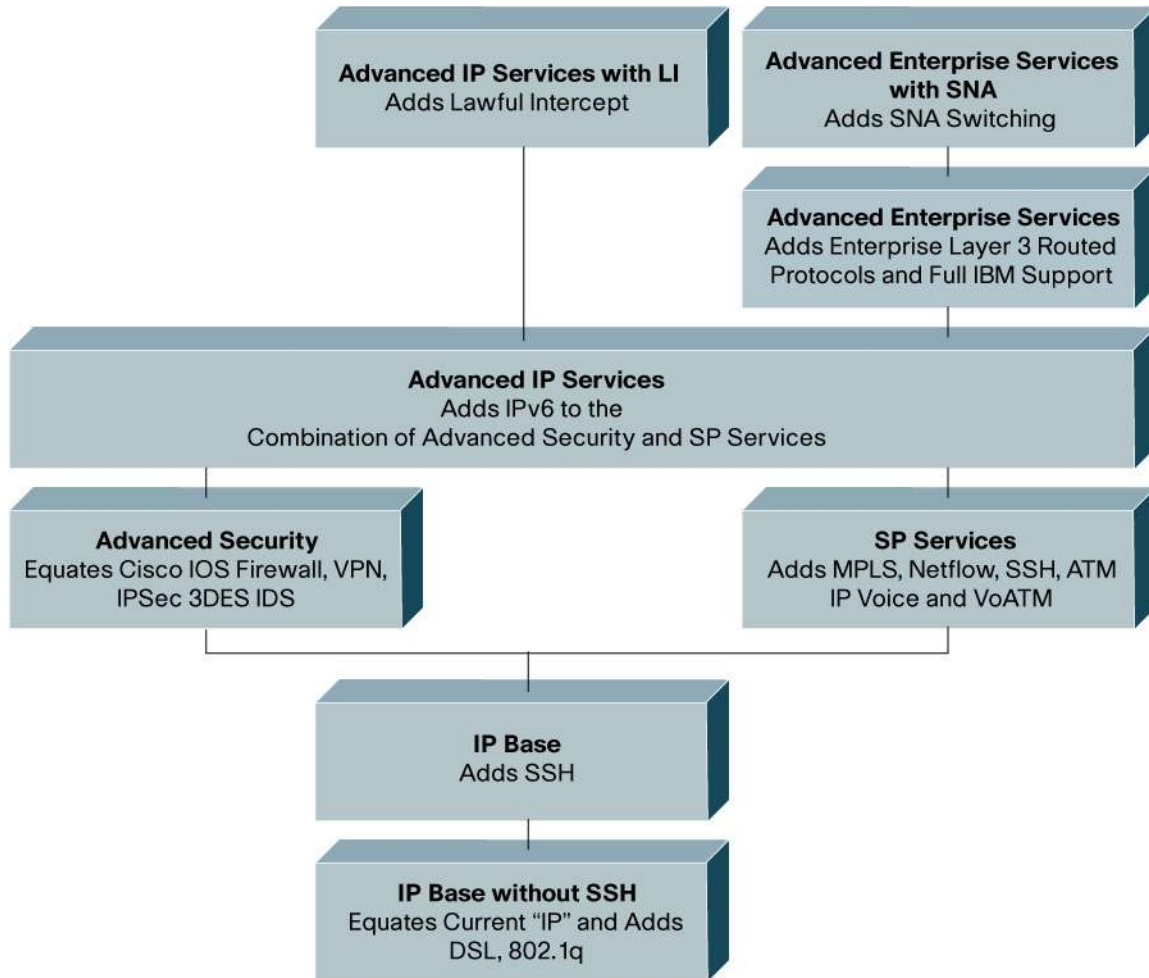 Advanced IP Services with LI
Adds Lawful Intercept
Advanced Enterprise Services
with SNA
Adds SNA Switching
Advanced Enterprise Services
Adds Enterprise Layer 3 Routed
Protocols and Full IBM Support
Advanced IP Services
Adds IPv6 to the
Combination of Advanced Security and SP Services
Advanced Security
Equates Cisco IOS Firewall, VPN,
IPSec 3DES IDS
SP Services
Adds MPLS, Netflow, SSH, ATM
IP Voice and VoATM
IP Base
Adds SSH
IP Base without SSH
Equates Current “IP” and Adds
DSL, 802.1q